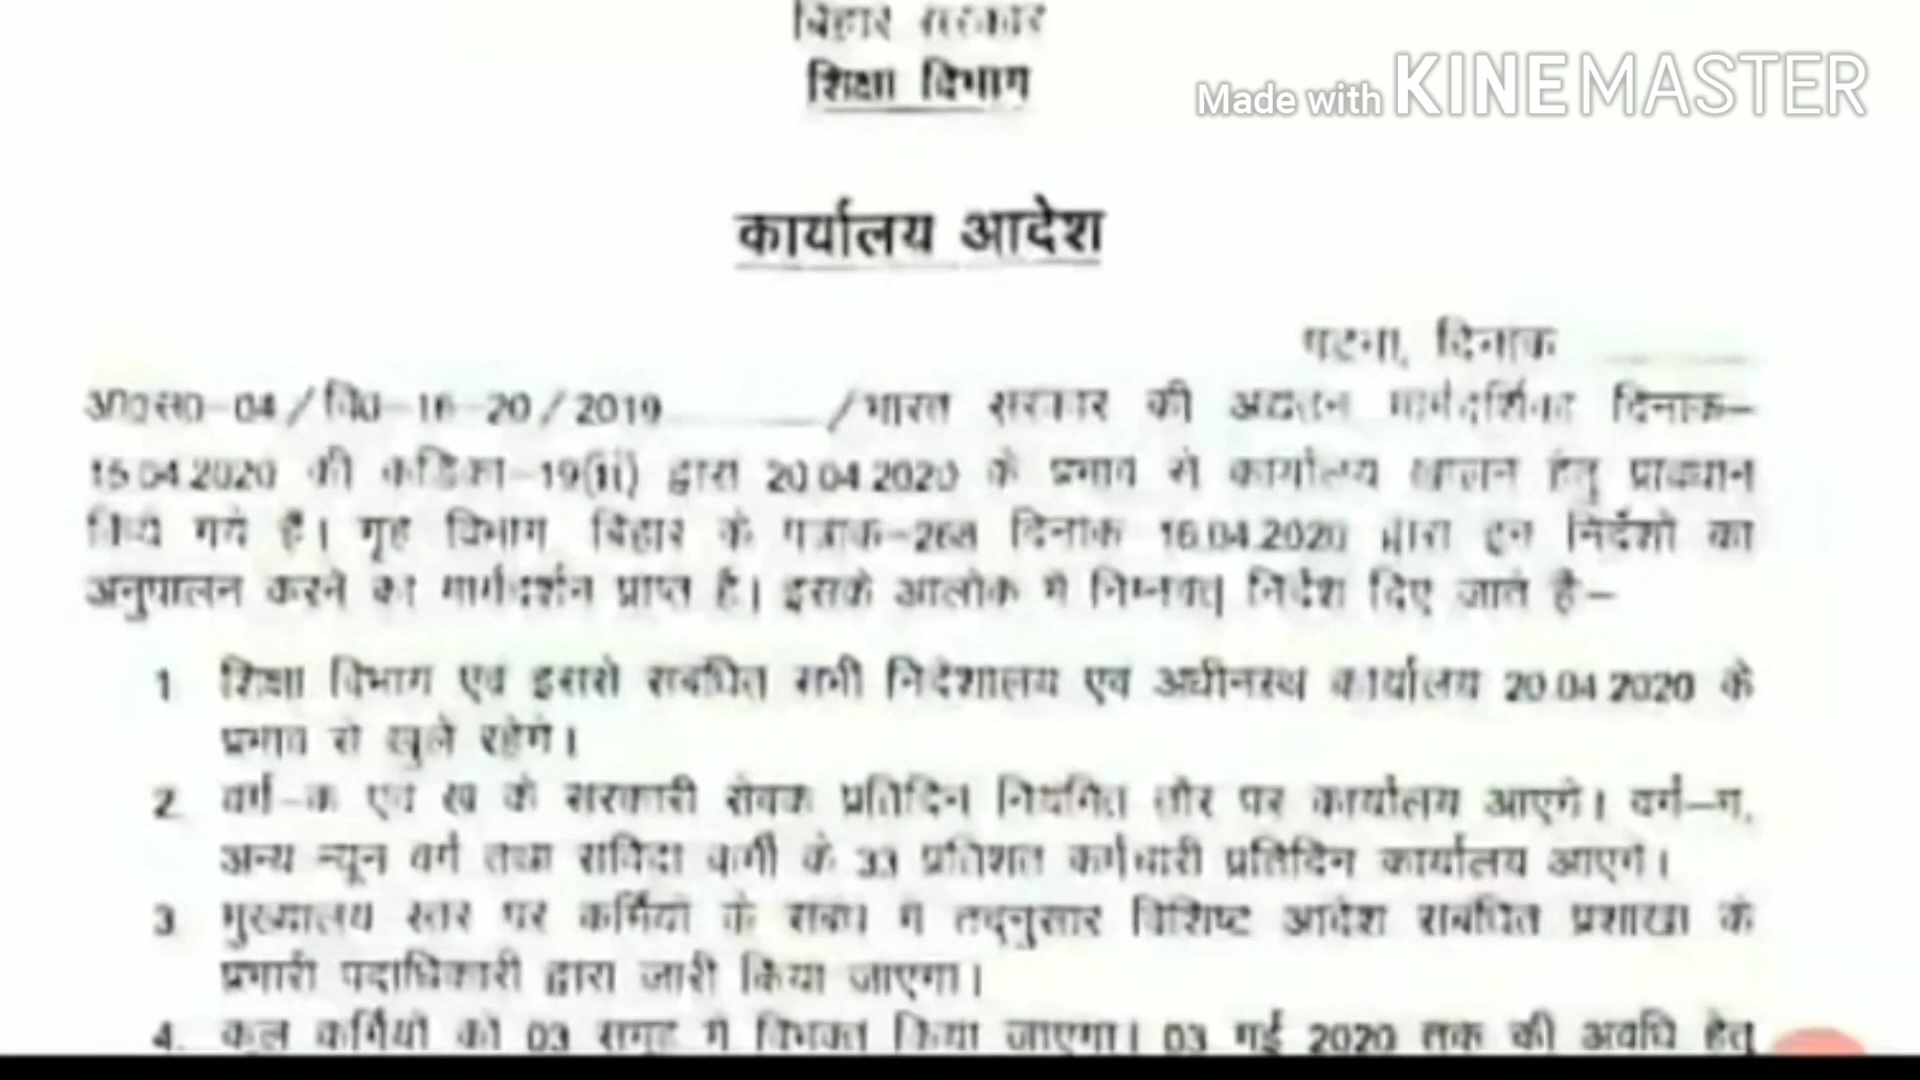 बिहार सरकार
शिक्षा विभाग
Made with KINEMASTER
कार्यालय आदेश
पटना, दिनांक
/ भारत सरकार की अद्यतन मार्गदर्शिका दिनांक-
15.04.2020 की कंडिका-19(ii) द्वारा 20.04.2020 के प्रभाव से कार्यालय खोलने हेतु प्रावधान
किये गये हैं। गृह विभाग, बिहार के पत्रांक-268 दिनांक 16.04.2020 द्वारा इन निर्देशों का
अनुपालन करने का मार्गदर्शन प्राप्त है। इसके आलोक में निम्नवत् निदेश दिए जाते है:-
1 शिक्षा विभाग एवं इससे संबंधित सभी निदेशालय एवं अधीनस्थ कार्यालय 20.04.2020 के
प्रभाव से खुले रहेंगे।
2. वर्ग-क एवं ख के सरकारी सेवक प्रतिदिन नियमित तौर पर कार्यालय आएंगे। वर्ग-ग,
अन्य न्यून वर्ग तथा संविदा कर्मी के 33 प्रतिशत कर्मचारी प्रतिदिन कार्यालय आएंगे।
3. मुख्यालय स्तर पर कर्मियों के संबंध में तद्नुसार विशिष्ट आदेश संबंधित प्रशाखा के
प्रभारी पदाधिकारी द्वारा जारी किया जाएगा।
4. कुल कर्मियों को 03 समूह में विभक्त किया जाएगा। 03 मई 2020 तक की अवधि हेतु